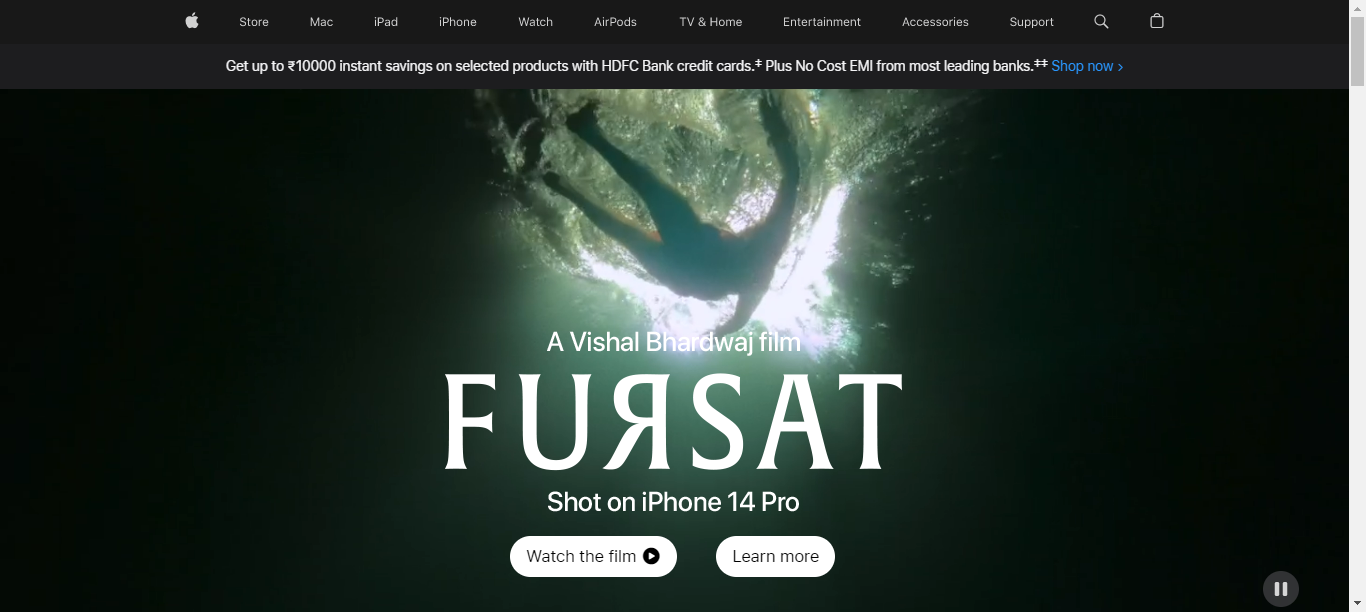 Store
Mac
iPad
iPhone
Watch
AirPods
TV & Home
Entertainment
Accessories
Support
Get up to ₹10000 instant savings on selected products with HDFC Bank credit cards.‡ Plus No Cost EMI from most leading banks.‡‡ Shop now >
A Vishal Bhardwaj film
FURSAT
Shot on iPhone 14 Pro
Watch the film
Learn more